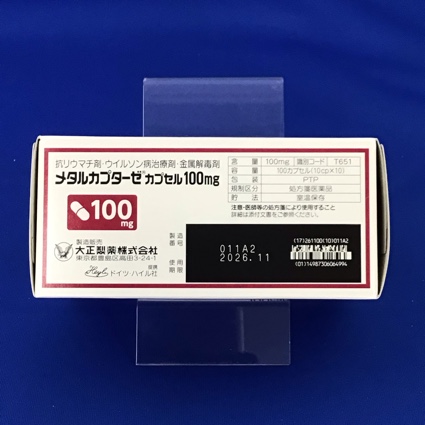 抗リウマチ剤・ウイルソン病治療剤・金属解毒剤
メタルカプターゼカプセル100mg
100
mg
製造販売
大正製薬株式会社
東京都豊島区高田3-24-1
提携
ドイツ・ハイル社
含量 100mg 識別コード T651
容量 100カプセル(10cp×10)
包装 PTP
規制区分 処方箋医薬品
注意-医師等の処方箋により使用すること
詳細は添付文書をご参照ください。
貯法 室温保存
製造番号 011A2
使用期限 2026.11
(17)261100(10)011A2
(01)14987306064994